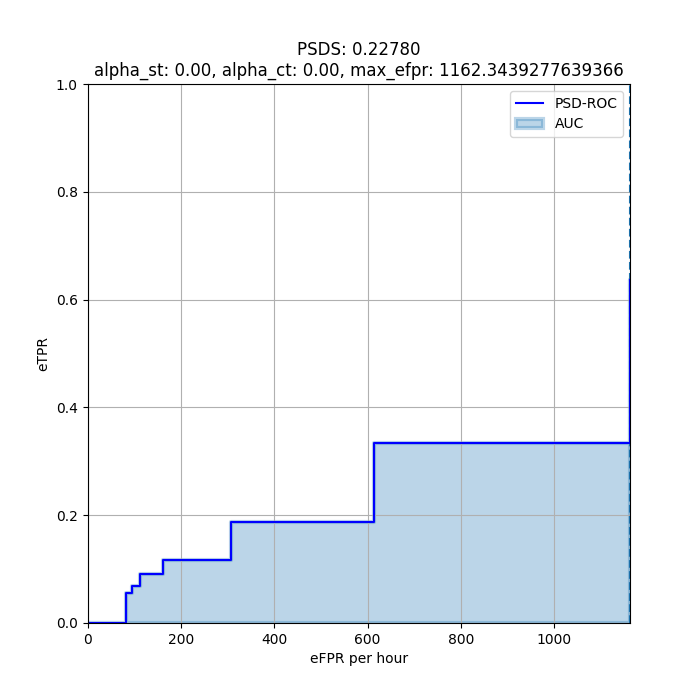 PSDS: 0.22780
alpha_st: 0.00, alpha_ct: 0.00, max_efpr: 1162.3439277639366
PSD-ROC
AUC
1.0
0.8
0.6
0.4
0.2
0.0
eTPR
0 200 400 600 800 1000
eFPR per hour